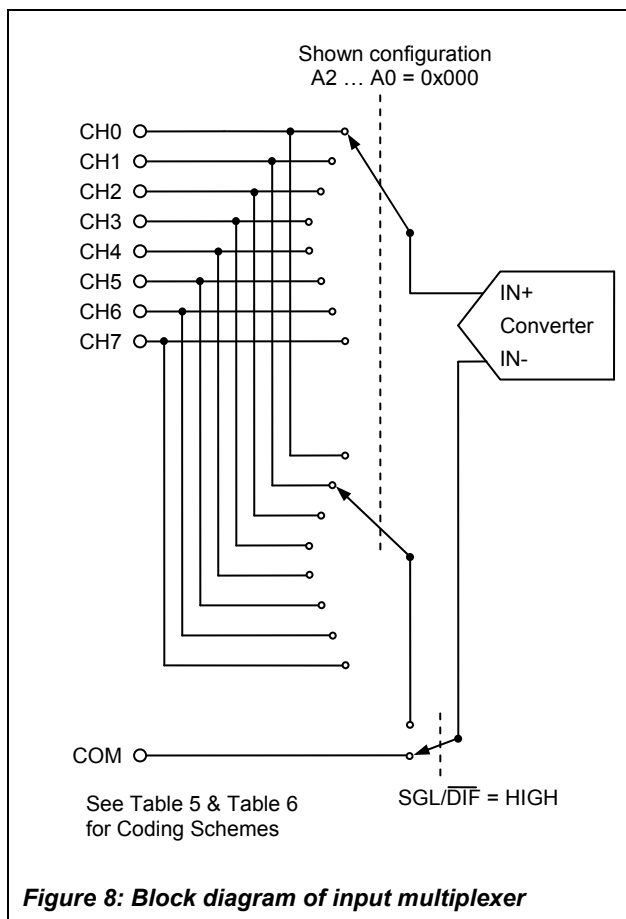 Shown configuration
A2 … A0 = 0x000
CH0
CH1
CH2
CH3
CH4
CH5
CH6
CH7
IN+
Converter
IN-
COM
See Table 5 & Table 6
for Coding Schemes
SGL/D̅I̅F̅ = HIGH
Figure 8: Block diagram of input multiplexer